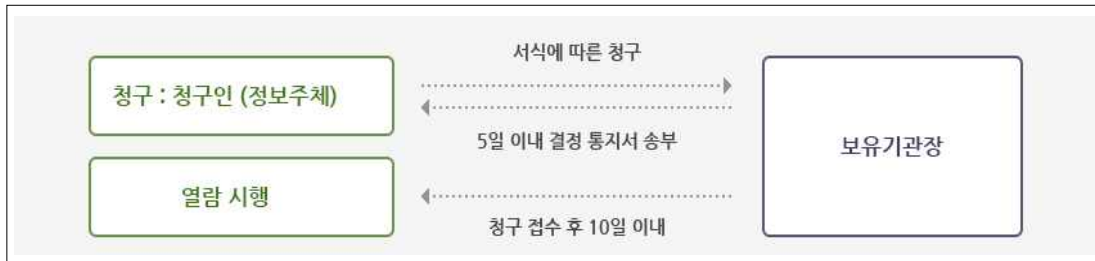 서식에 따른 청구
청구 : 청구인 (정보주체)
5일 이내 결정 통지서 송부
보유기관장
열람 시행
청구 접수 후 10일 이내